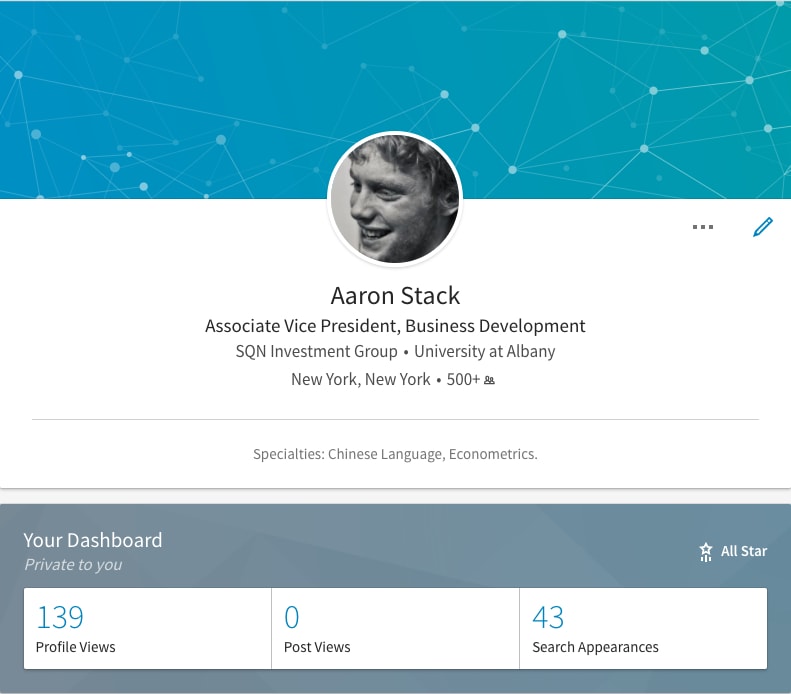 Aaron Stack
Associate Vice President, Business Development
SQN Investment Group • University at Albany
New York, New York • 500+
Specialties: Chinese Language, Econometrics.
Your Dashboard
Private to you
All Star
139
Profile Views
0
Post Views
43
Search Appearances